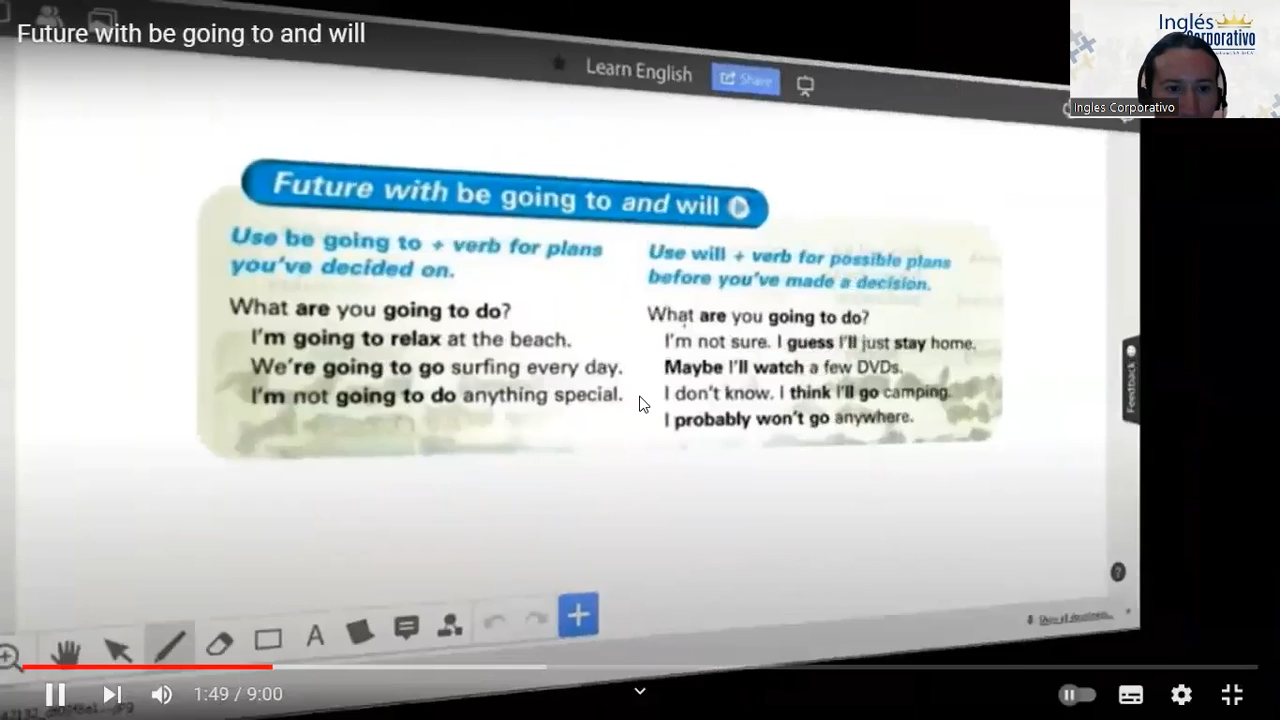 Future with be going to and will
Inglés
Corporativo
Ingles Corporativo
Learn English
Share
Future with be going to and will
Use be going to + verb for plans
you've decided on.
What are you going to do?
I'm going to relax at the beach.
We're going to go surfing every day.
I'm not going to do anything special.
Use will + verb for possible plans
before you've made a decision.
What are you going to do?
I'm not sure. I guess I'll just stay home.
Maybe I'll watch a few DVDs.
I don't know. I think I'll go camping.
I probably won't go anywhere.
Feedback
A
1:49 / 9:00